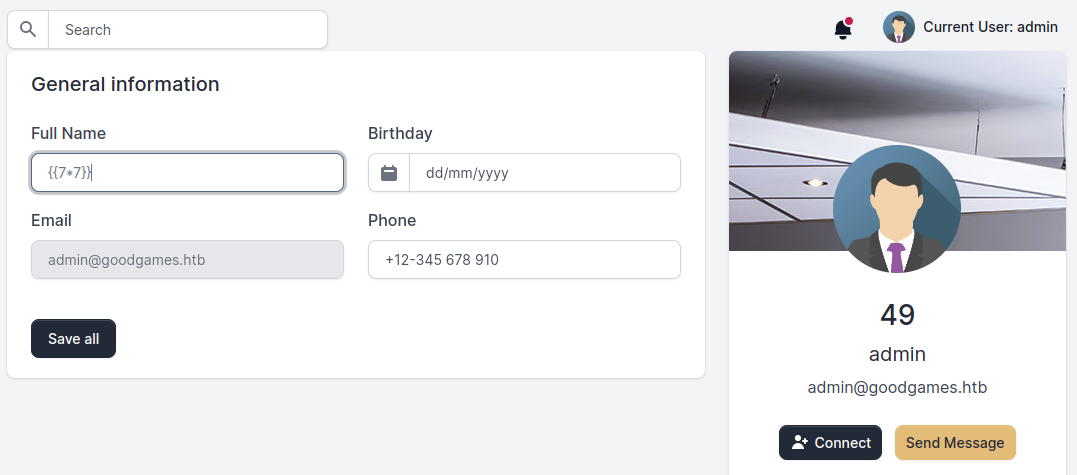 Search
Current User: admin
General information
Full Name
Birthday
{{7*7}}
dd/mm/yyyy
Email
Phone
admin@goodgames.htb
+12-345 678 910
Save all
49
admin
admin@goodgames.htb
Connect
Send Message